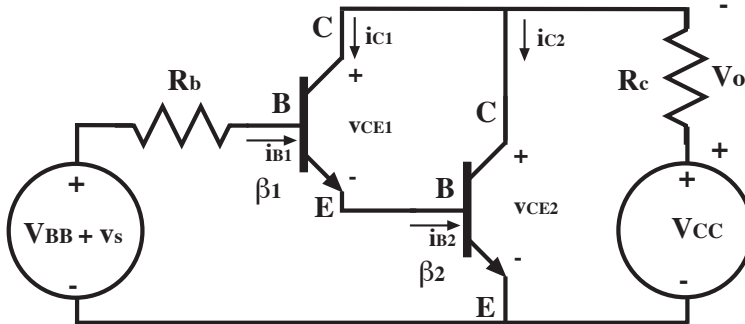 -
C
iC1
iC2
+
Rb
Rc
Vo
B
vCE1
C
iB1
-
+
+
β1
B
+
+
E
vCE2
VBB + vs
iB2
VCC
-
β2
-
-
E